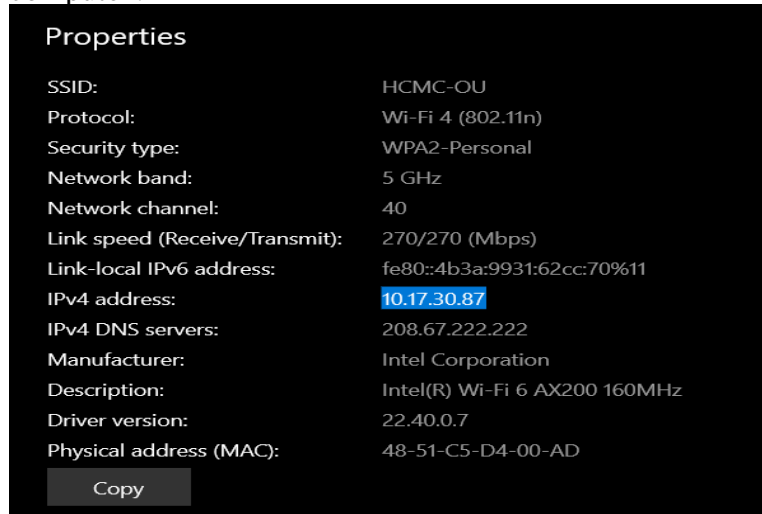 Properties
SSID: HCMC-OU
Protocol: Wi-Fi 4 (802.11n)
Security type: WPA2-Personal
Network band: 5 GHz
Network channel: 40
Link speed (Receive/Transmit): 270/270 (Mbps)
Link-local IPv6 address: fe80::4b3a:9931:62cc:70%11
IPv4 address: 10.17.30.87
IPv4 DNS servers: 208.67.222.222
Manufacturer: Intel Corporation
Description: Intel(R) Wi-Fi 6 AX200 160MHz
Driver version: 22.40.0.7
Physical address (MAC): 48-51-C5-D4-00-AD
Copy